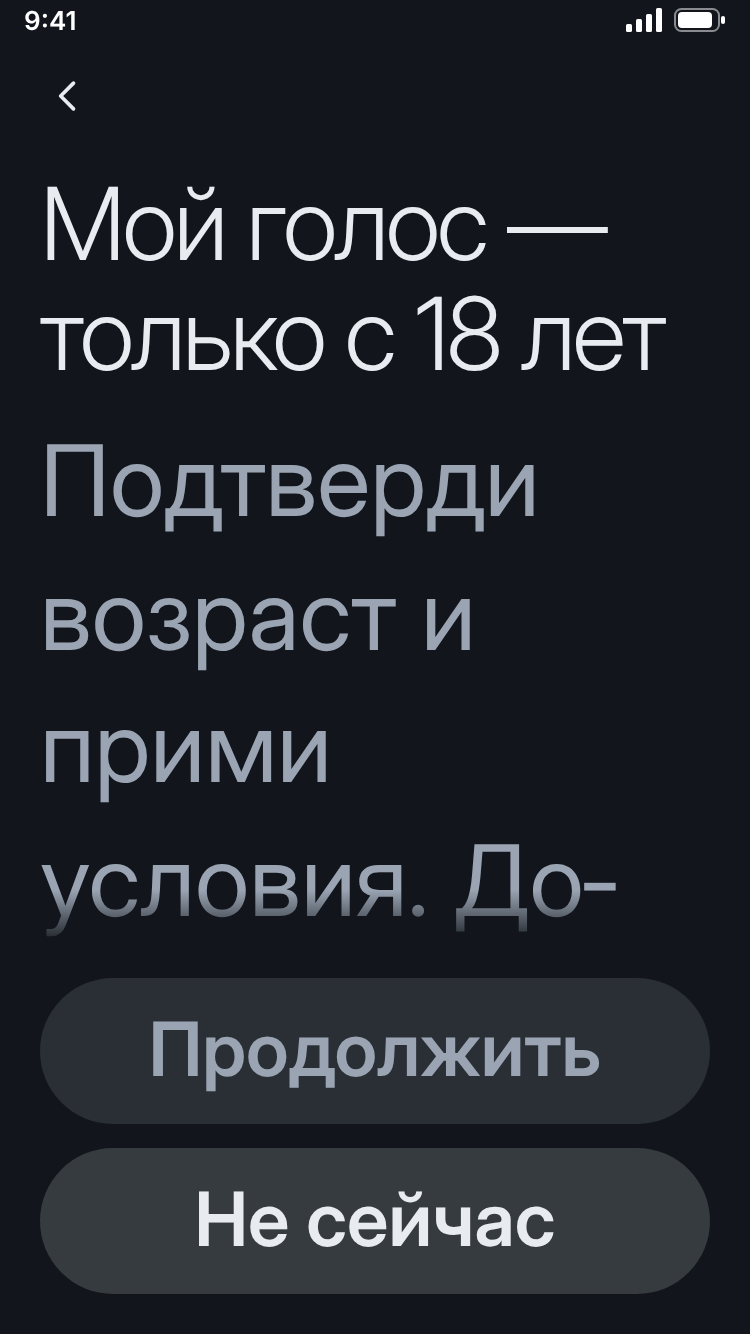 9:41
Мой голос —
только с 18 лет
Подтверди
возраст и
прими
условия. До-
Продолжить
Не сейчас